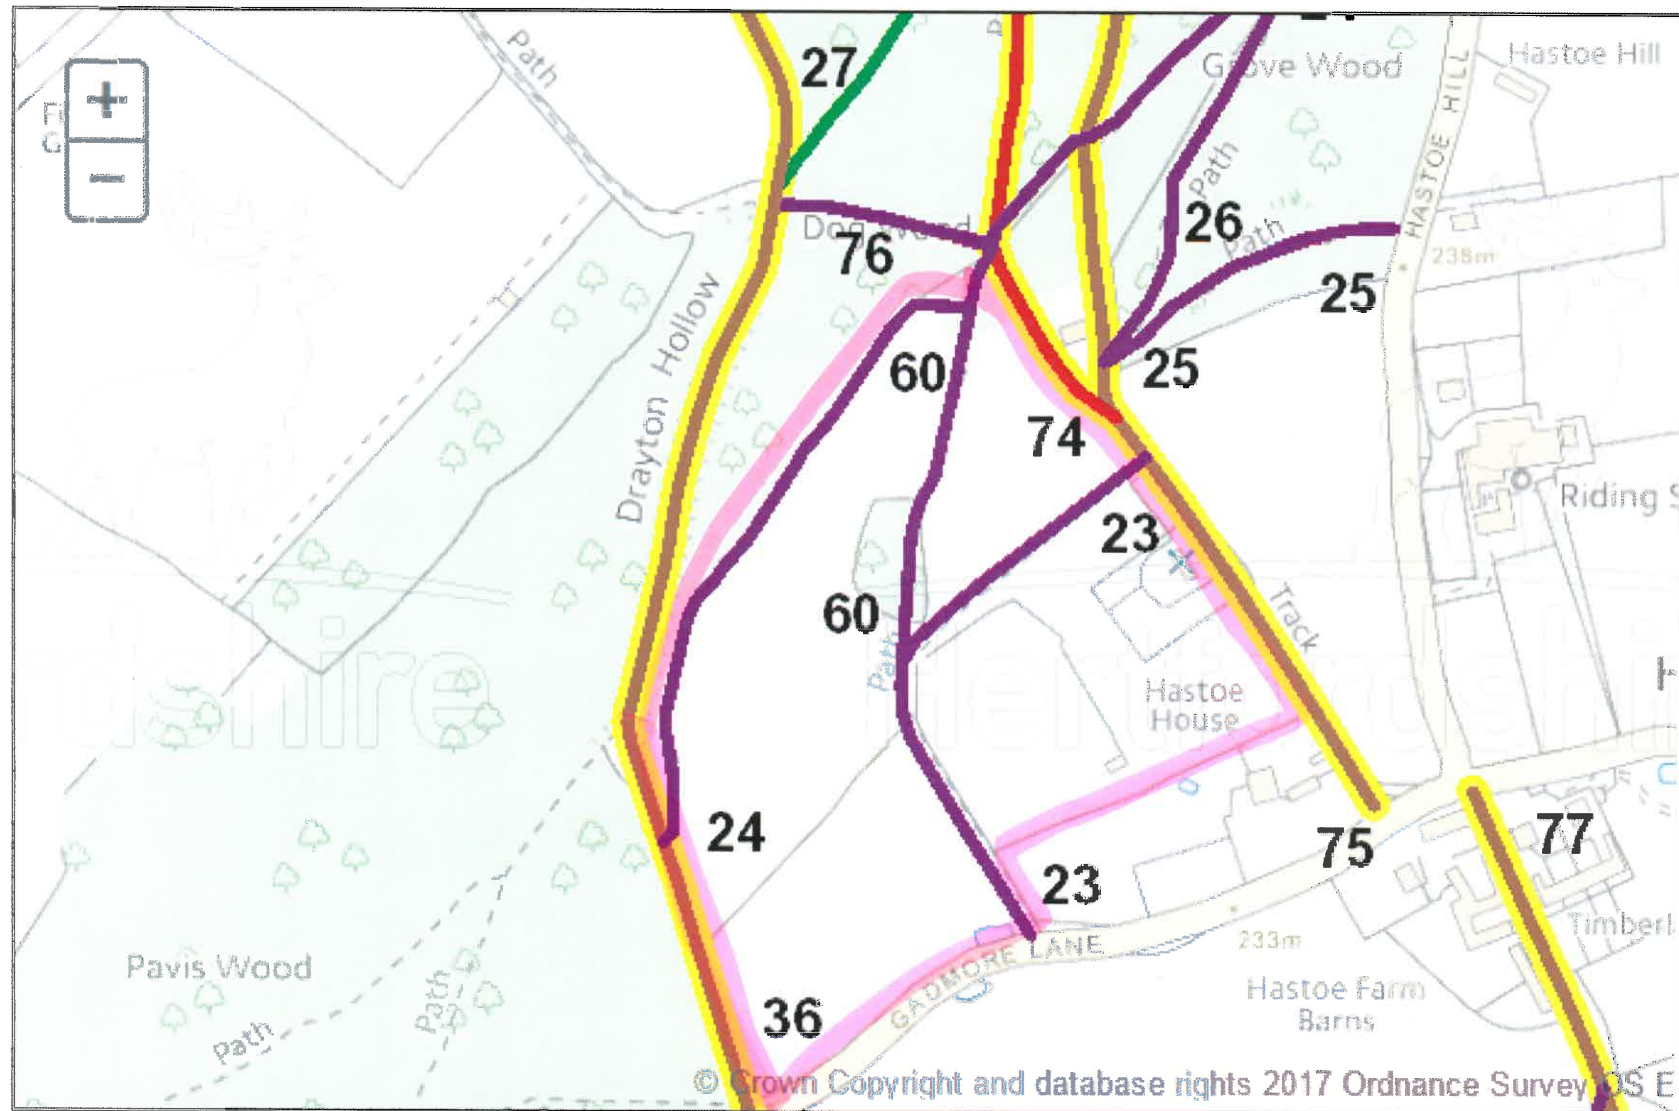 Path
27
Grove Wood
Hastoe Hill
+
−
HASTOE HILL
Path
26
Path
Dog Wood
76
238m
25
60
25
Drayton Hollow
74
Riding S
23
60
Track
Path
Hastoe
House
24
75
77
23
LANE
GADMORE
233m
Timberl
Pavis Wood
Path
Path
36
Hastoe Farm
Barns
© Crown Copyright and database rights 2017 Ordnance Survey OS E